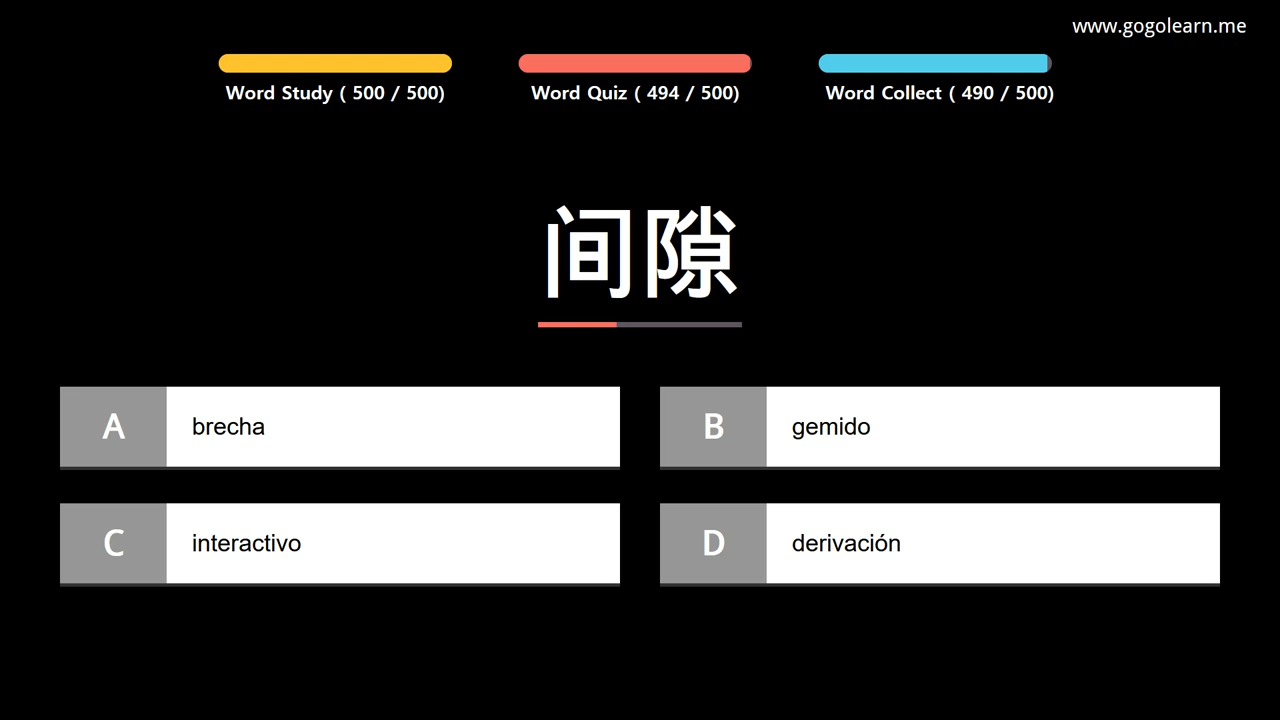 www.gogolearn.me
Word Study ( 500 / 500)
Word Quiz ( 494 / 500)
Word Collect ( 490 / 500)
间隙
A brecha
B gemido
C interactivo
D derivación